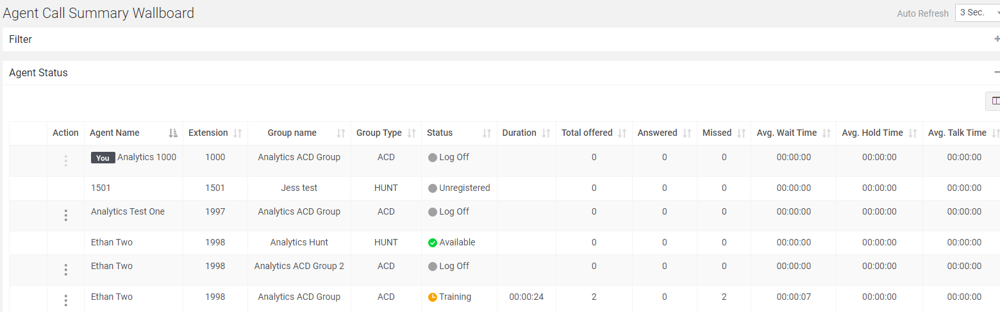 Agent Call Summary Wallboard
Auto Refresh 3 Sec.
Filter
Agent Status
Action Agent Name Extension Group name Group Type Status Duration Total offered Answered Missed Avg. Wait Time Avg. Hold Time Avg. Talk Time
You Analytics 1000 1000 Analytics ACD Group ACD Log Off 0 0 0 00:00:00 00:00:00 00:00:00
1501 1501 Jess test HUNT Unregistered 0 0 0 00:00:00 00:00:00 00:00:00
Analytics Test One 1997 Analytics ACD Group ACD Log Off 0 0 0 00:00:00 00:00:00 00:00:00
Ethan Two 1998 Analytics Hunt HUNT Available 0 0 0 00:00:00 00:00:00 00:00:00
Ethan Two 1998 Analytics ACD Group 2 ACD Log Off 0 0 0 00:00:00 00:00:00 00:00:00
Ethan Two 1998 Analytics ACD Group ACD Training 00:00:24 2 0 2 00:00:07 00:00:00 00:00:00